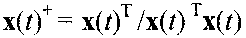 x(t)⁺ = x(t)ᵀ /x(t) ᵀx(t)